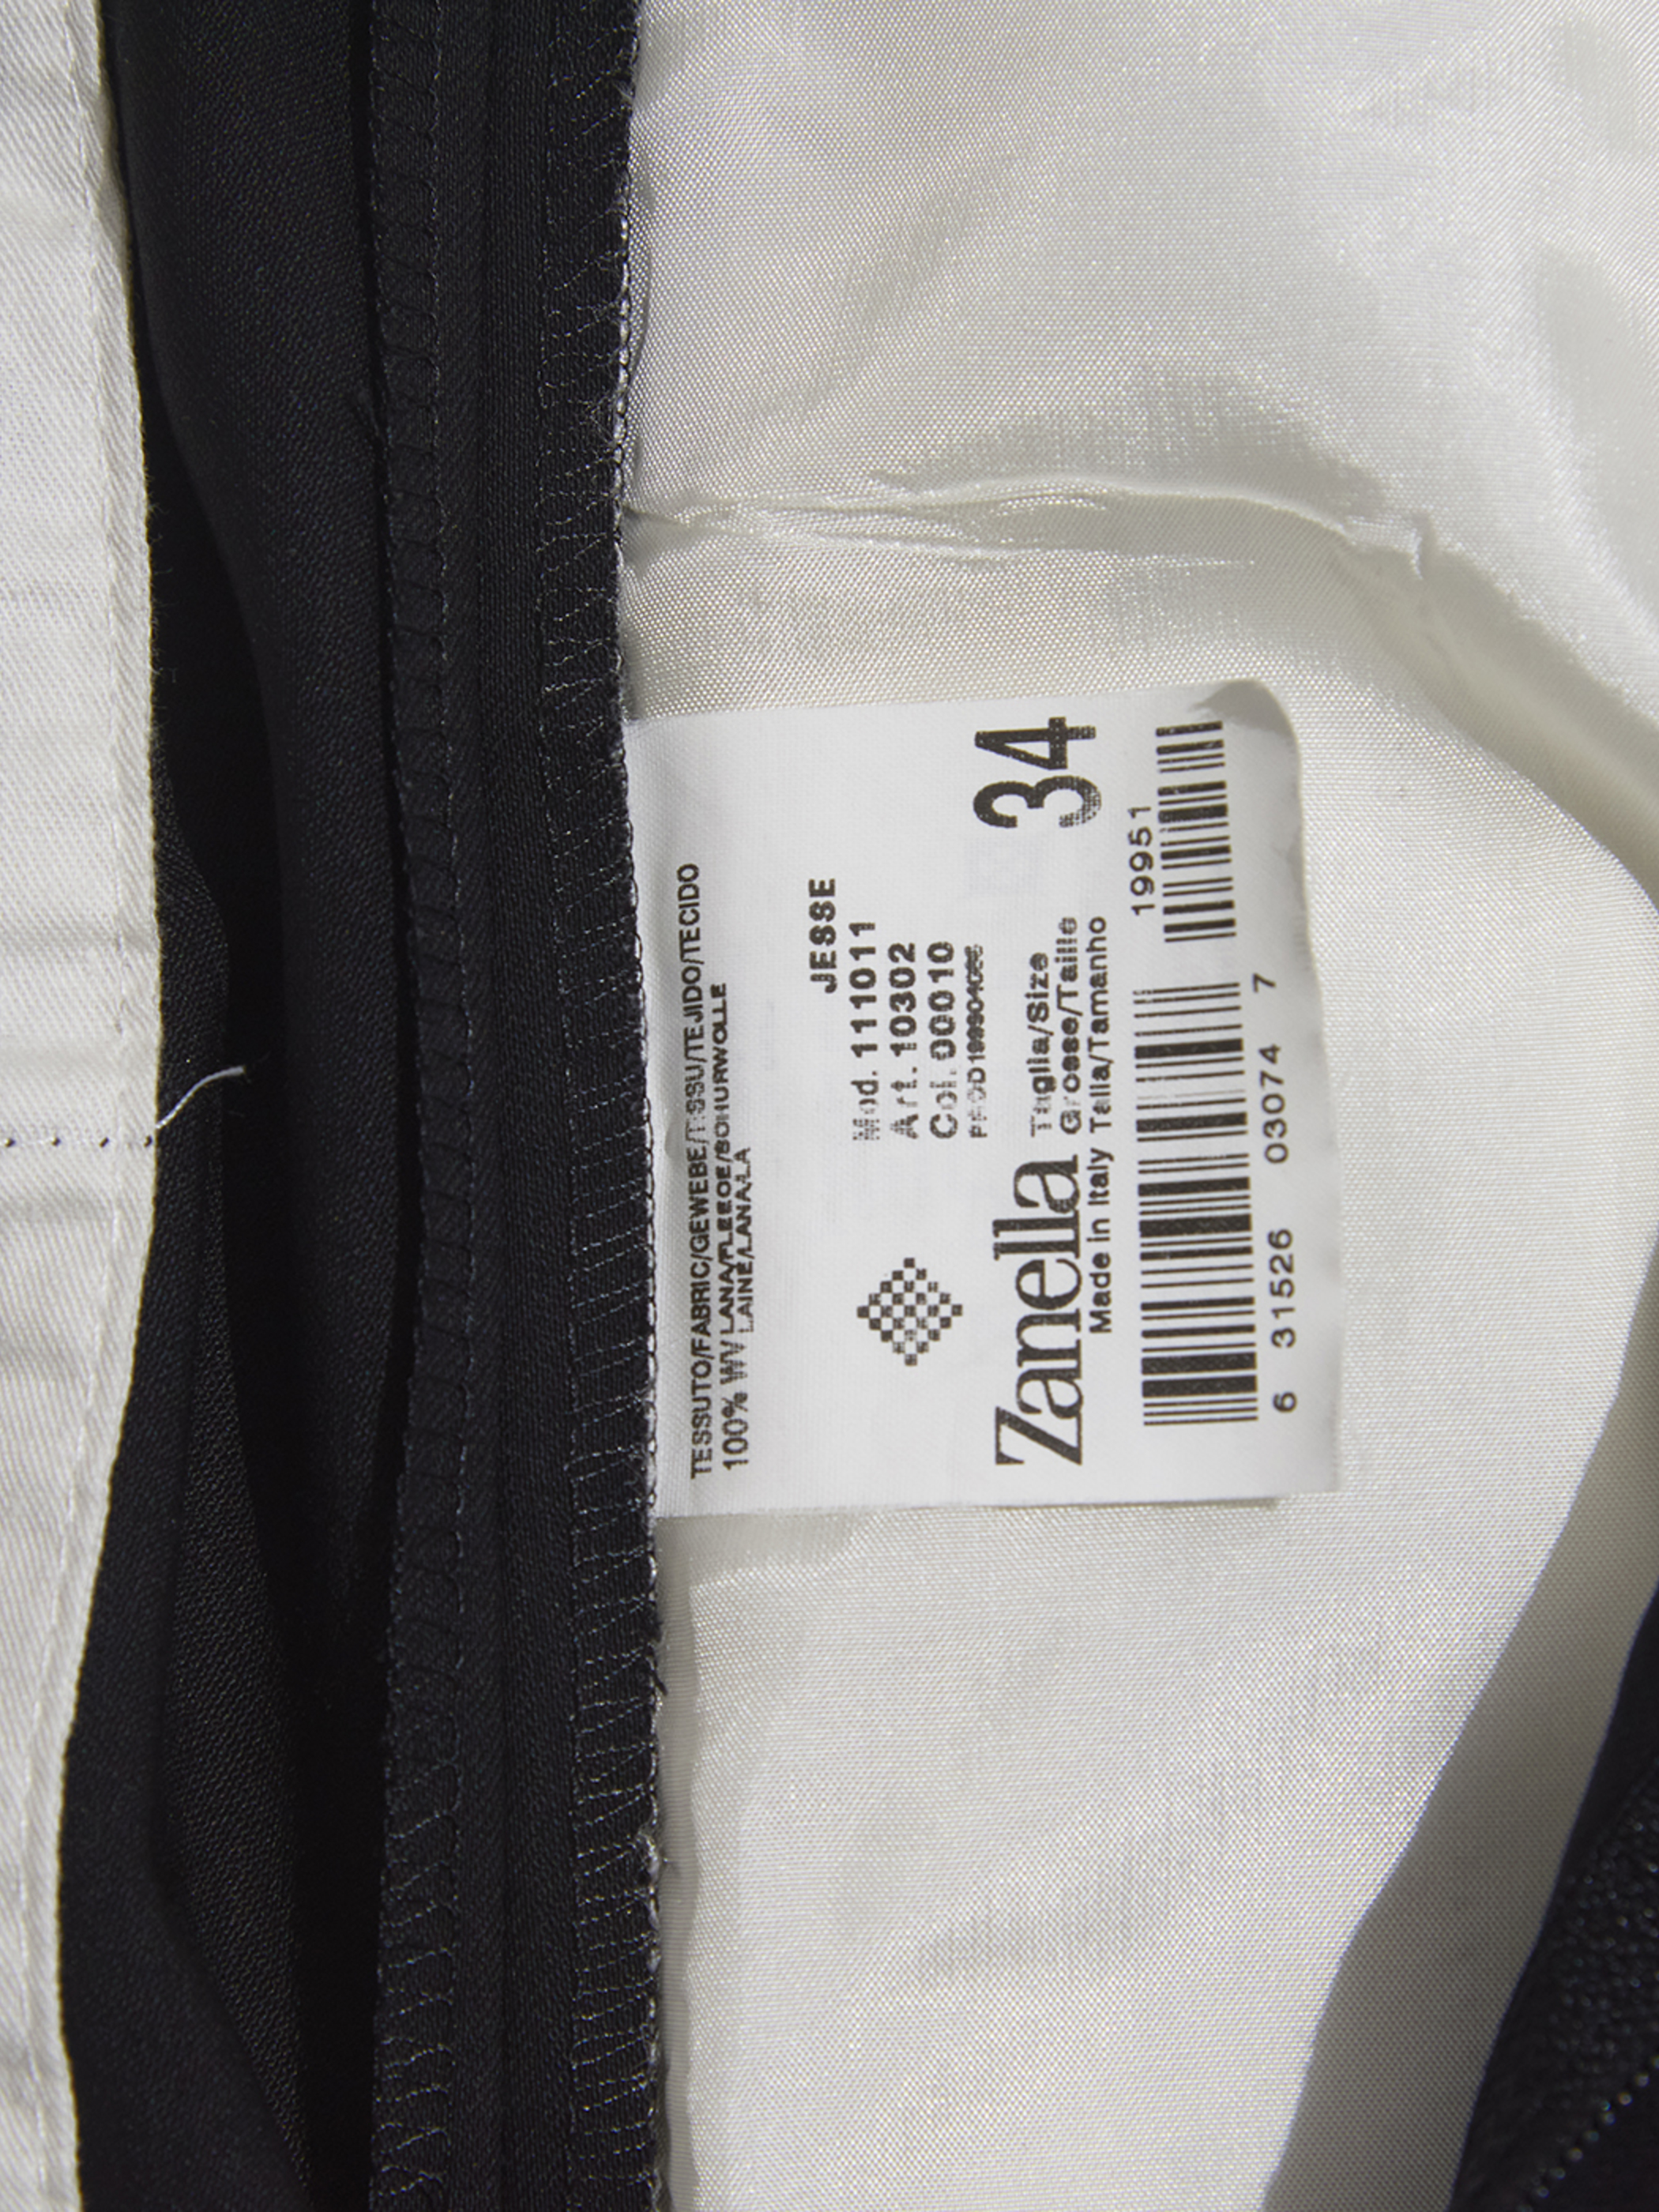 TESSUTO/FABRIC/GEWEBE/TISSU/TEJIDO/TECIDO
100% WV LANA/FLEECE/SCHURWOLLE
LAINE/LANA/LA
JESSE
Mod. 111011
Art. 10302
Col. 00010
Taglia/Size
Groesse/Taille
Talla/Tamanho
34
Zanella
Made in Italy
19951
6 31526 03074 7